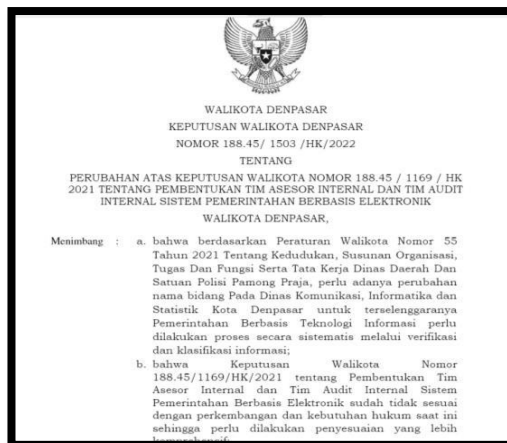 WALIKOTA DENPASAR
KEPUTUSAN WALIKOTA DENPASAR
NOMOR 188.45/ 1503 /HK/2022
TENTANG
PERUBAHAN ATAS KEPUTUSAN WALIKOTA NOMOR 188.45 / 1169 / HK
2021 TENTANG PEMBENTUKAN TIM ASESOR INTERNAL DAN TIM AUDIT
INTERNAL SISTEM PEMERINTAHAN BERBASIS ELEKTRONIK
WALIKOTA DENPASAR,
Menimbang : a. bahwa berdasarkan Peraturan Walikota Nomor 55
Tahun 2021 Tentang Kedudukan, Susunan Organisasi,
Tugas Dan Fungsi Serta Tata Kerja Dinas Daerah Dan
Satuan Polisi Pamong Praja, perlu adanya perubahan
nama bidang Pada Dinas Komunikasi, Informatika dan
Statistik Kota Denpasar untuk terselenggaranya
Pemerintahan Berbasis Teknologi Informasi perlu
dilakukan proses secara sistematis melalui verifikasi
dan klasifikasi informasi;
b. bahwa Keputusan Walikota Nomor
188.45/1169/HK/2021 tentang Pembentukan Tim
Asesor Internal dan Tim Audit Internal Sistem
Pemerintahan Berbasis Elektronik sudah tidak sesuai
dengan perkembangan dan kebutuhan hukum saat ini
sehingga perlu dilakukan penyesuaian yang lebih
komprehensif;